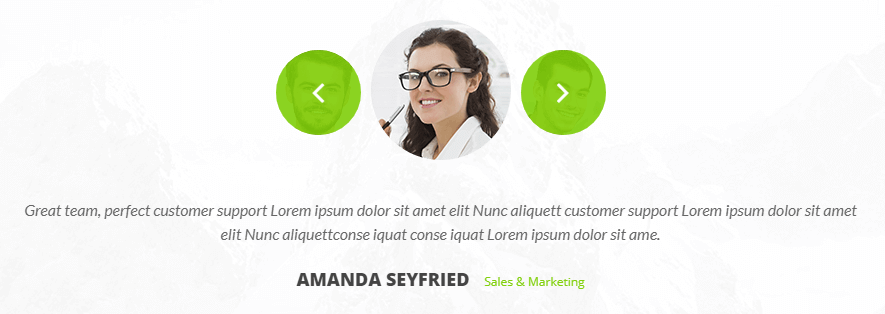 Great team, perfect customer support Lorem ipsum dolor sit amet elit Nunc aliquett customer support Lorem ipsum dolor sit amet
elit Nunc aliquettconse iquat conse iquat Lorem ipsum dolor sit ame.
AMANDA SEYFRIED Sales & Marketing